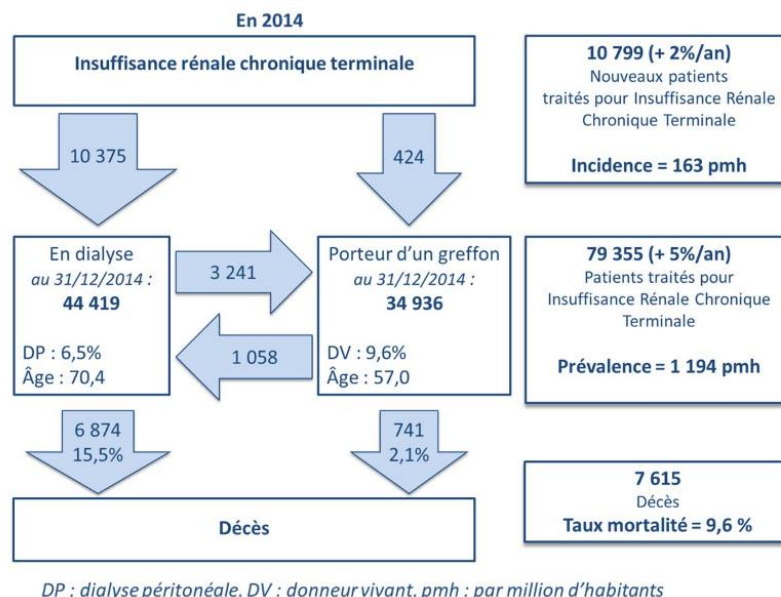 En 2014
Insuffisance rénale chronique terminale
10 799 (+ 2%/an)
Nouveaux patients
traités pour Insuffisance Rénale
Chronique Terminale
Incidence = 163 pmh
10 375
424
En dialyse
au 31/12/2014 :
44 419
DP : 6,5%
Âge : 70,4
3 241
1 058
Porteur d'un greffon
au 31/12/2014 :
34 936
DV : 9,6%
Âge : 57,0
79 355 (+ 5%/an)
Patients traités pour
Insuffisance Rénale Chronique
Terminale
Prévalence = 1 194 pmh
6 874
15,5%
741
2,1%
Décès
7 615
Décès
Taux mortalité = 9,6 %
DP : dialyse péritonéale, DV : donneur vivant, pmh : par million d'habitants